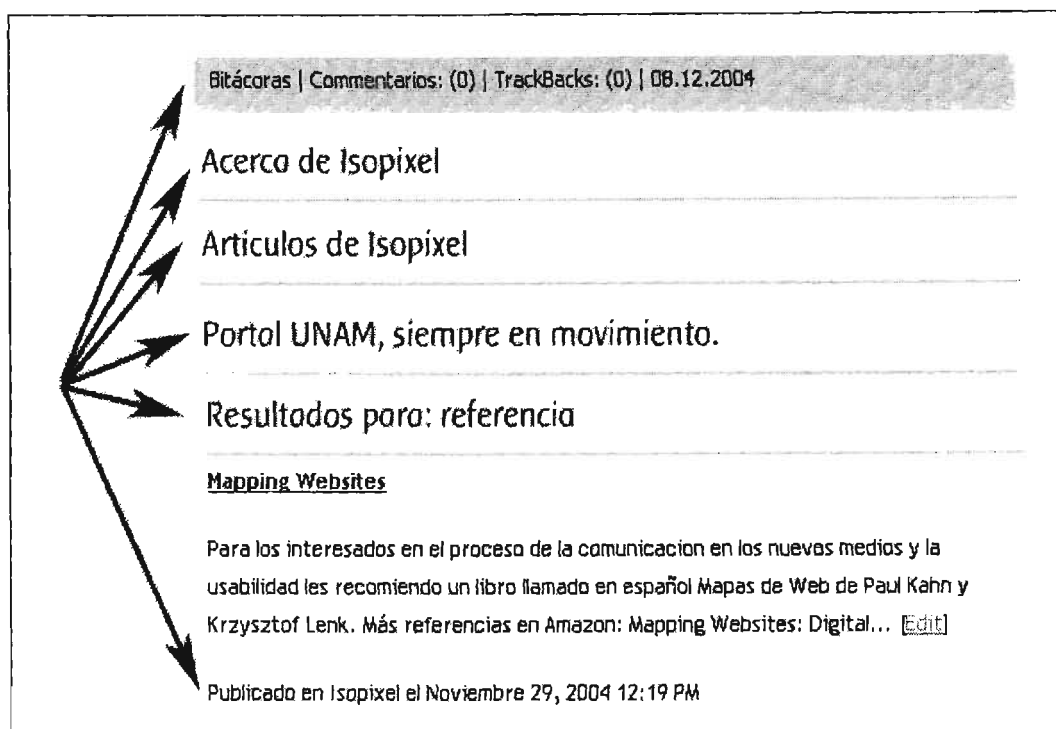 Bitácoras | Commentarios: (0) | TrackBacks: (0) | 08.12.2004
Acerca de Isopixel
Articulos de Isopixel
Portal UNAM, siempre en movimiento.
Resultados para: referencia
Mapping Websites
Para los interesados en el proceso de la comunicacion en los nuevos medios y la
usabilidad les recomiendo un libro llamado en español Mapas de Web de Paul Kahn y
Krzysztof Lenk. Más referencias en Amazon: Mapping Websites: Digital... [Edit]
Publicado en Isopixel el Noviembre 29, 2004 12:19 PM